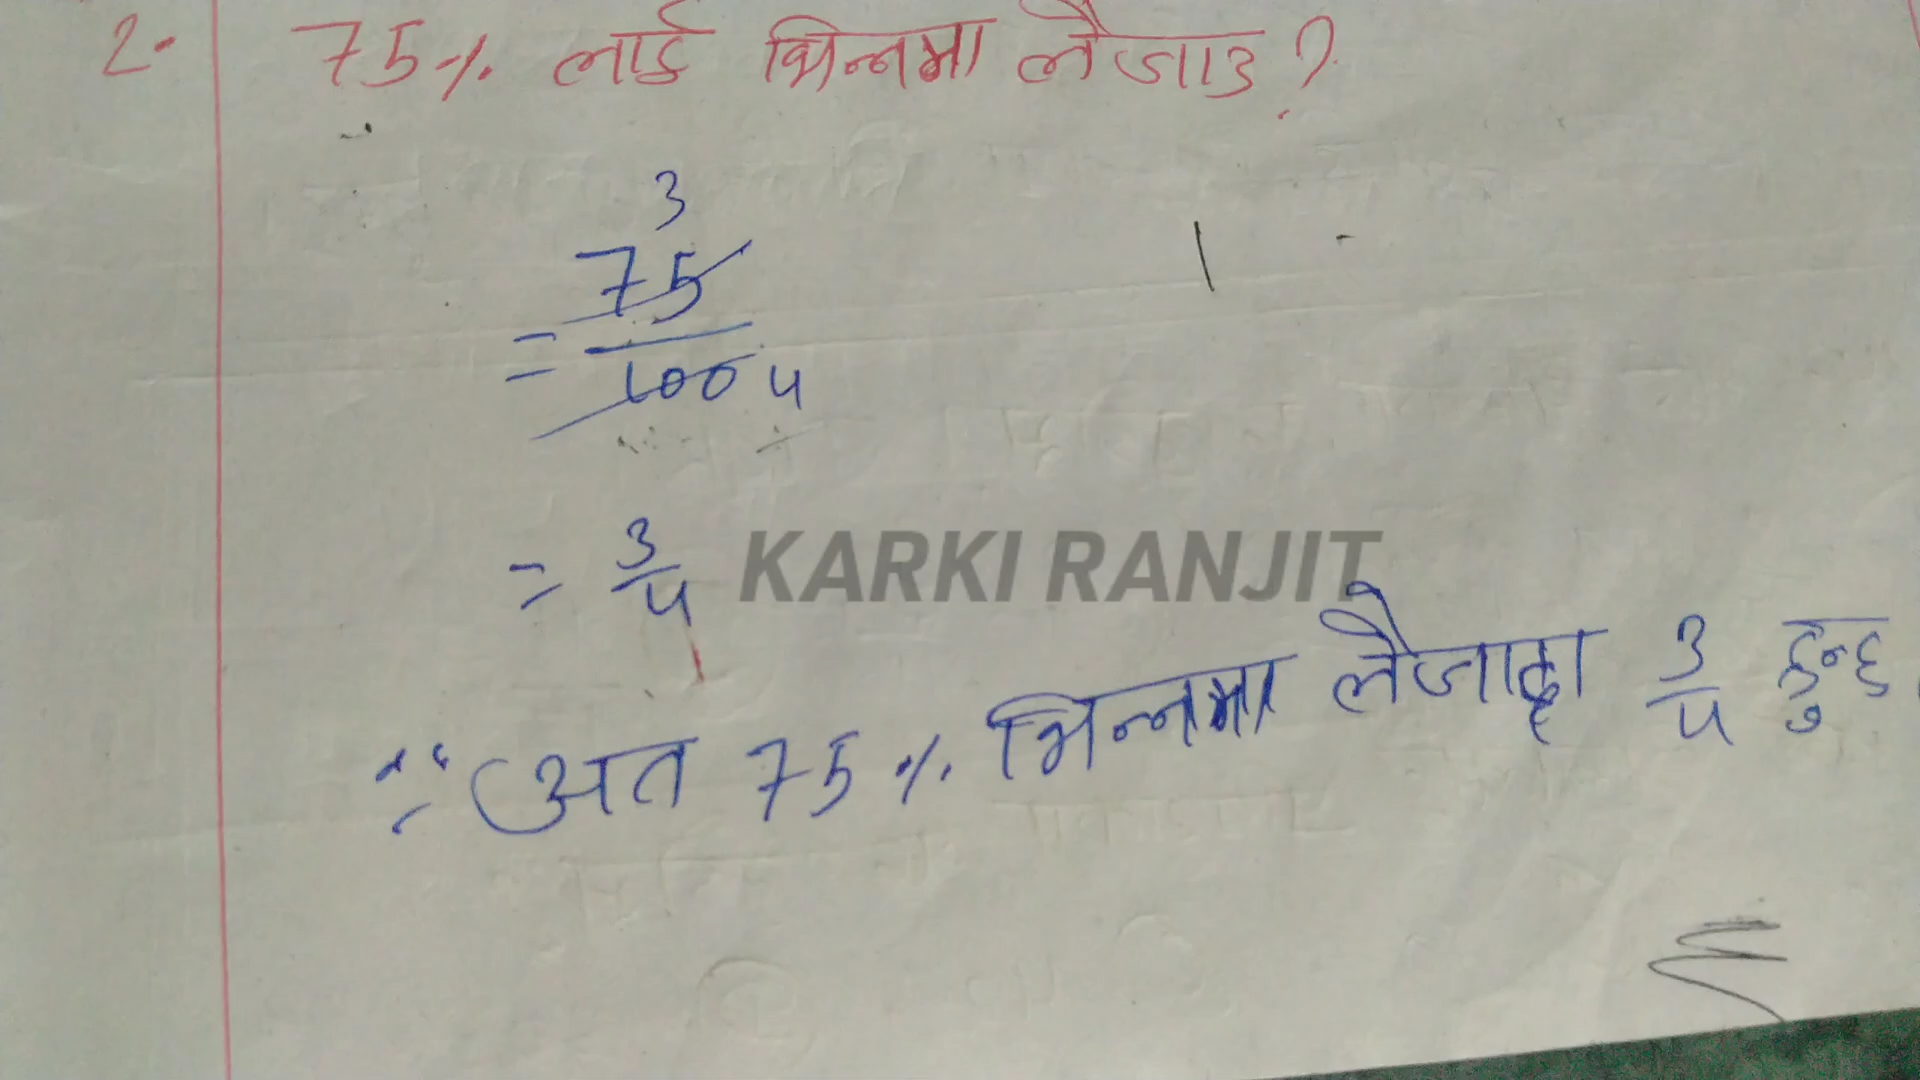 2. 75% लाई भिन्नमा लैजाउ ?
3
75
= ―
100 4
= 3/4
KARKI RANJIT
∴ अत 75% भिन्नमा लैजादा 3/4 हुन्छ